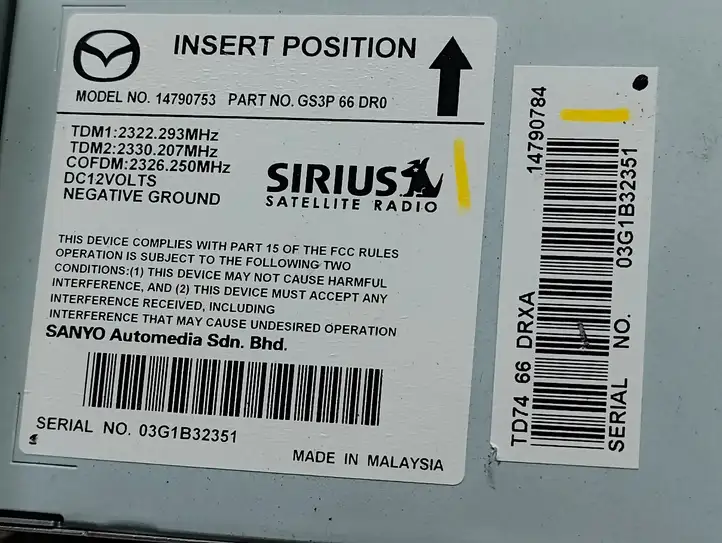 INSERT POSITION
MODEL NO. 14790753 PART NO. GS3P 66 DR0
TDM1:2322.293MHz
TDM2:2330.207MHz
COFDM:2326.250MHz
DC12VOLTS
NEGATIVE GROUND
SIRIUS
SATELLITE RADIO
THIS DEVICE COMPLIES WITH PART 15 OF THE FCC RULES
OPERATION IS SUBJECT TO THE FOLLOWING TWO
CONDITIONS:(1) THIS DEVICE MAY NOT CAUSE HARMFUL
INTERFERENCE, AND (2) THIS DEVICE MUST ACCEPT ANY
INTERFERENCE RECEIVED, INCLUDING
INTERFERENCE THAT MAY CAUSE UNDESIRED OPERATION
SANYO Automedia Sdn. Bhd.
SERIAL NO. 03G1B32351
MADE IN MALAYSIA
TD74 66 DRXA 14790784
SERIAL NO. 03G1B32351